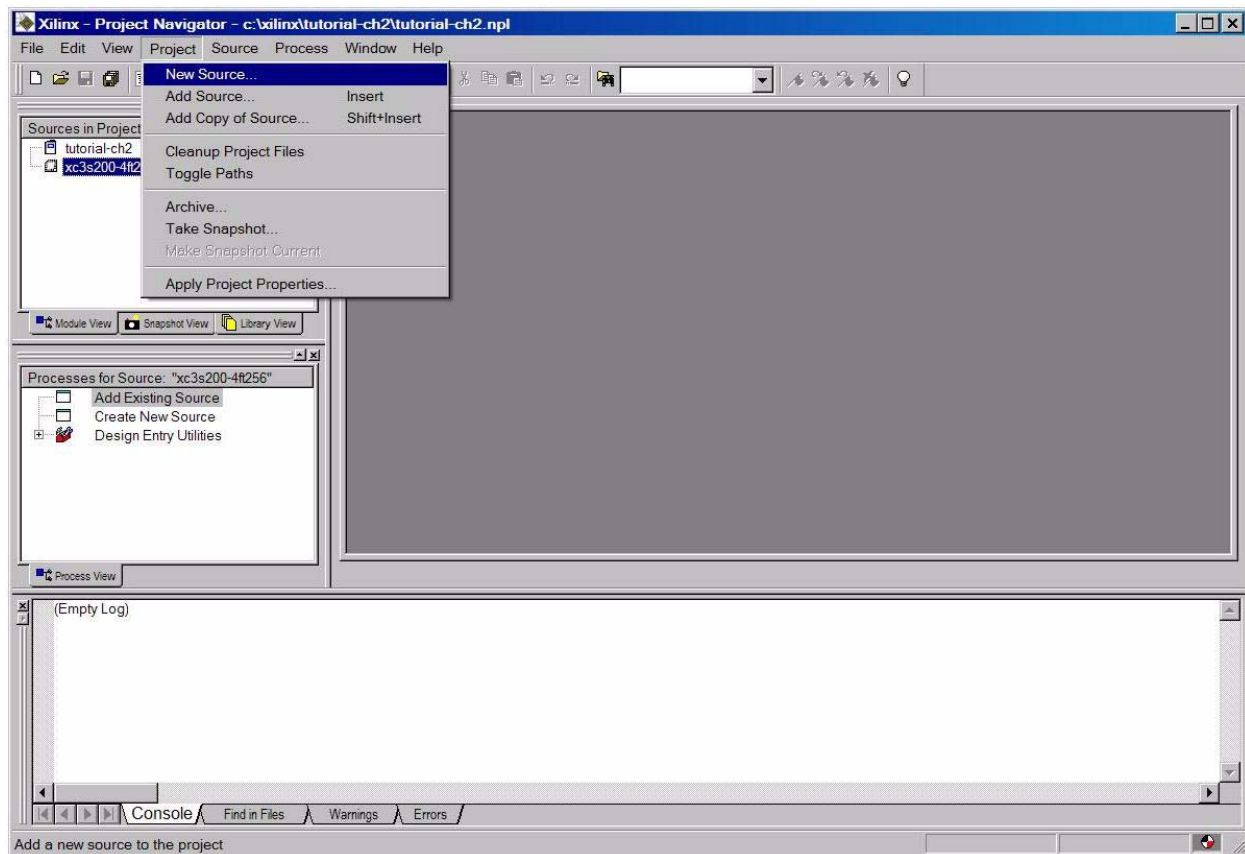 Xilinx - Project Navigator - c:\xilinx\tutorial-ch2\tutorial-ch2.npl
File Edit View Project Source Process Window Help
New Source...
Add Source... Insert
Add Copy of Source... Shift+Insert
Cleanup Project Files
Toggle Paths
Archive...
Take Snapshot...
Make Snapshot Current
Apply Project Properties...
Sources in Project
tutorial-ch2
xc3s200-4ft2
Module View Snapshot View Library View
Processes for Source: "xc3s200-4ft256"
Add Existing Source
Create New Source
Design Entry Utilities
Process View
(Empty Log)
Console Find in Files Warnings Errors
Add a new source to the project